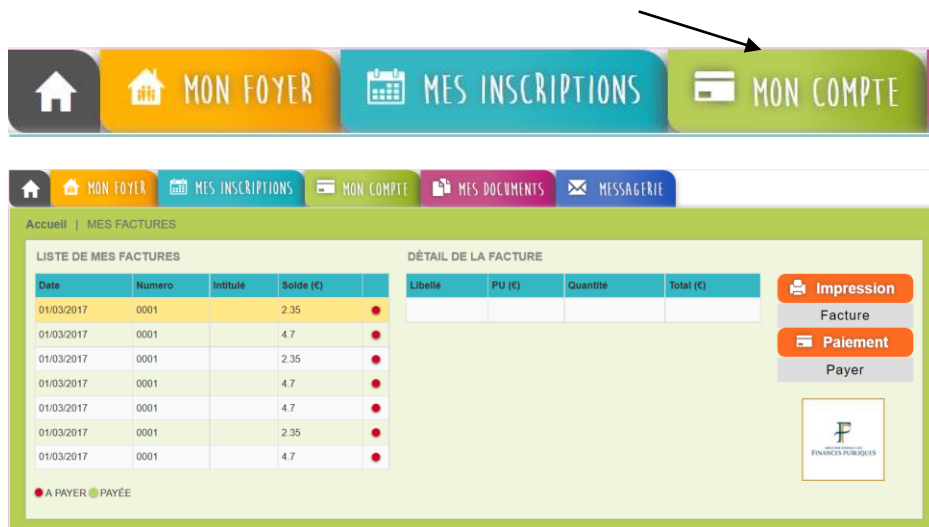 MON FOYER MES INSCRIPTIONS MON COMPTE
MON FOYER MES INSCRIPTIONS MON COMPTE MES DOCUMENTS MESSAGERIE
Accueil | MES FACTURES
LISTE DE MES FACTURES
Date Numero Intitulé Solde (€)
01/03/2017 0001 2.35
01/03/2017 0001 4.7
01/03/2017 0001 2.35
01/03/2017 0001 4.7
01/03/2017 0001 4.7
01/03/2017 0001 2.35
01/03/2017 0001 4.7
A PAYER PAYÉE
DÉTAIL DE LA FACTURE
Libellé PU (€) Quantité Total (€)
Impression
Facture
Paiement
Payer
FINANCES PUBLIQUES